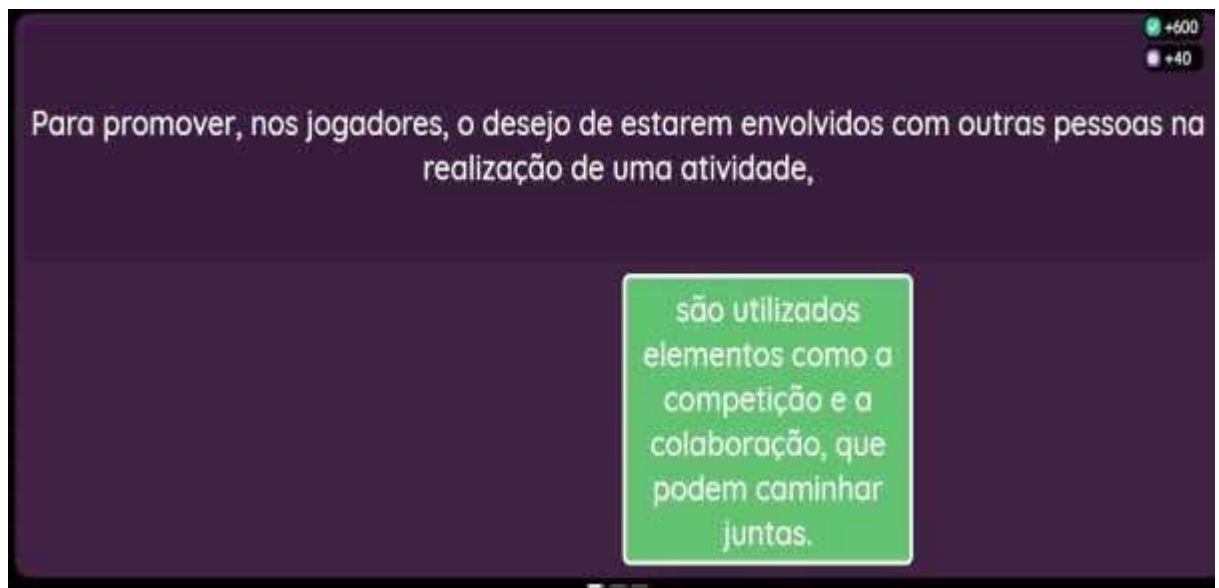 +600
+40
Para promover, nos jogadores, o desejo de estarem envolvidos com outras pessoas na
realização de uma atividade,
são utilizados
elementos como a
competição e a
colaboração, que
podem caminhar
juntas.